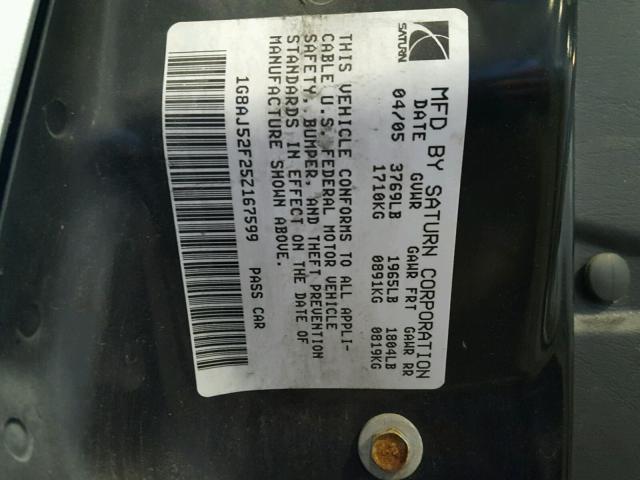 SATURN
MFD BY SATURN CORPORATION
DATE GVWR GAWR FRT GAWR RR
04/05 3769LB 1965LB 1804LB
1710KG 0891KG 0819KG
THIS VEHICLE CONFORMS TO ALL APPLI-
CABLE U.S. FEDERAL MOTOR VEHICLE
SAFETY, BUMPER, AND THEFT PREVENTION
STANDARDS IN EFFECT ON THE DATE OF
MANUFACTURE SHOWN ABOVE.
1G8AJ52F25Z167599 PASS CAR